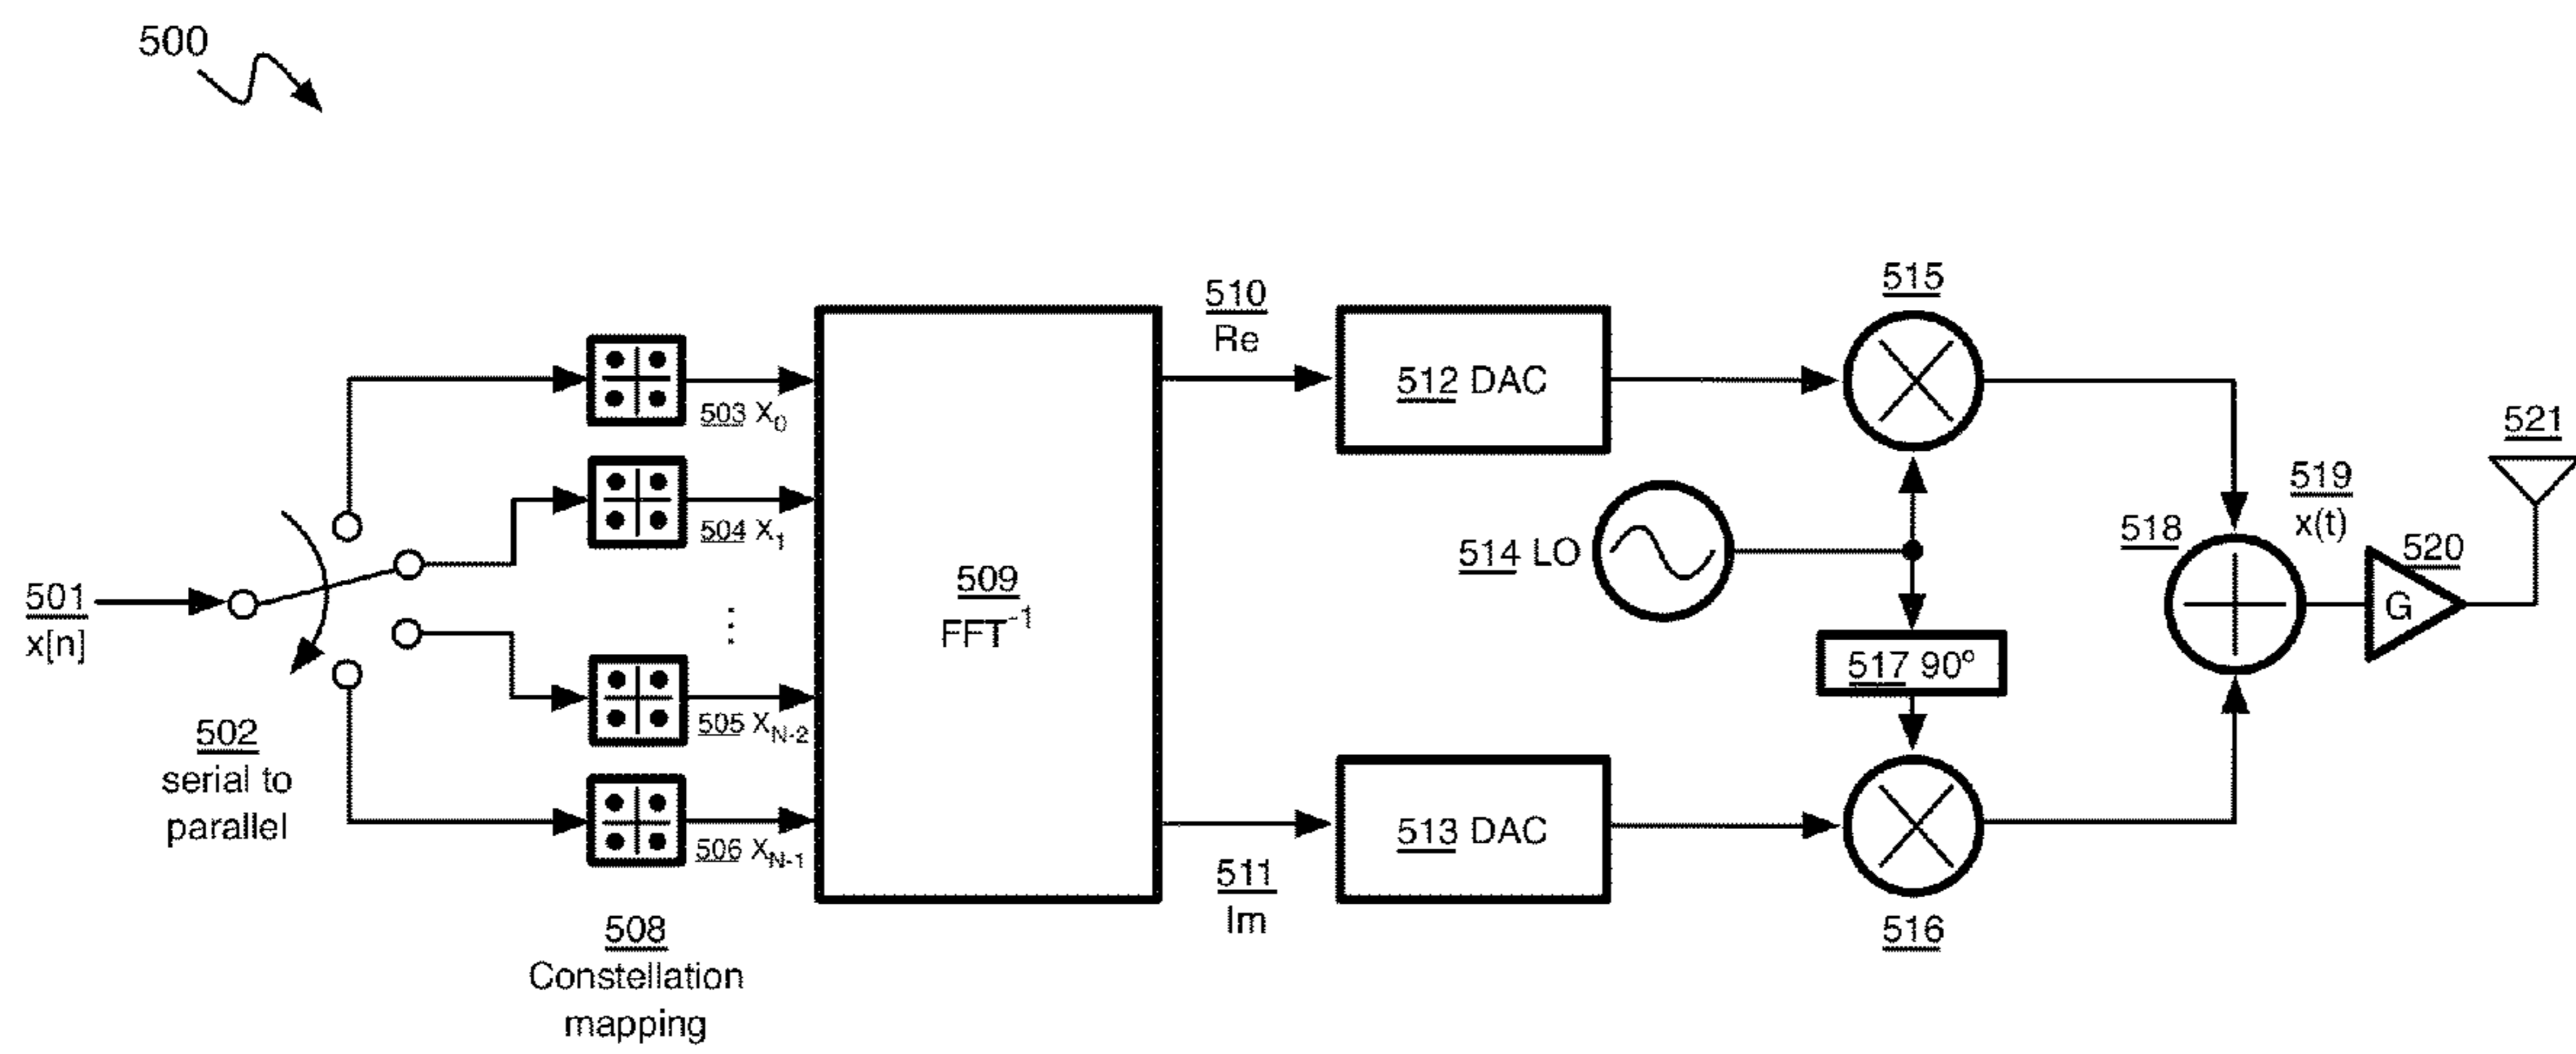 500
501
x[n]
502
serial to
parallel
503 X₀
504 X₁
⋮
505 X_N-2
506 X_N-1
508
Constellation
mapping
509
FFT⁻¹
510
Re
511
Im
512 DAC
513 DAC
514 LO
515
517 90°
516
518
519
x(t)
520
G
521